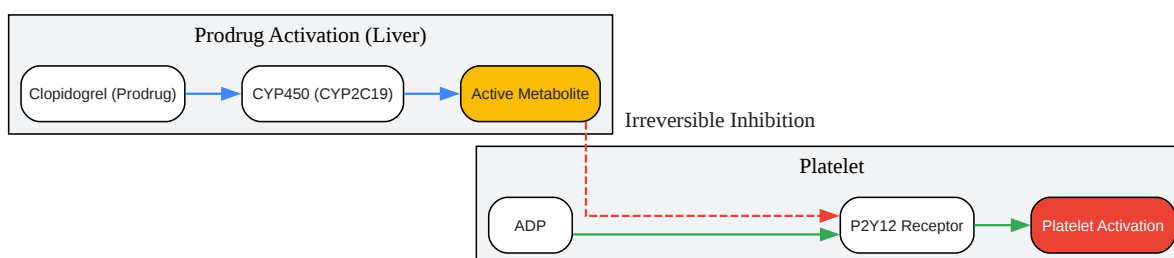 Prodrug Activation (Liver)
Clopidogrel (Prodrug)
CYP450 (CYP2C19)
Active Metabolite
Irreversible Inhibition
Platelet
ADP
P2Y12 Receptor
Platelet Activation